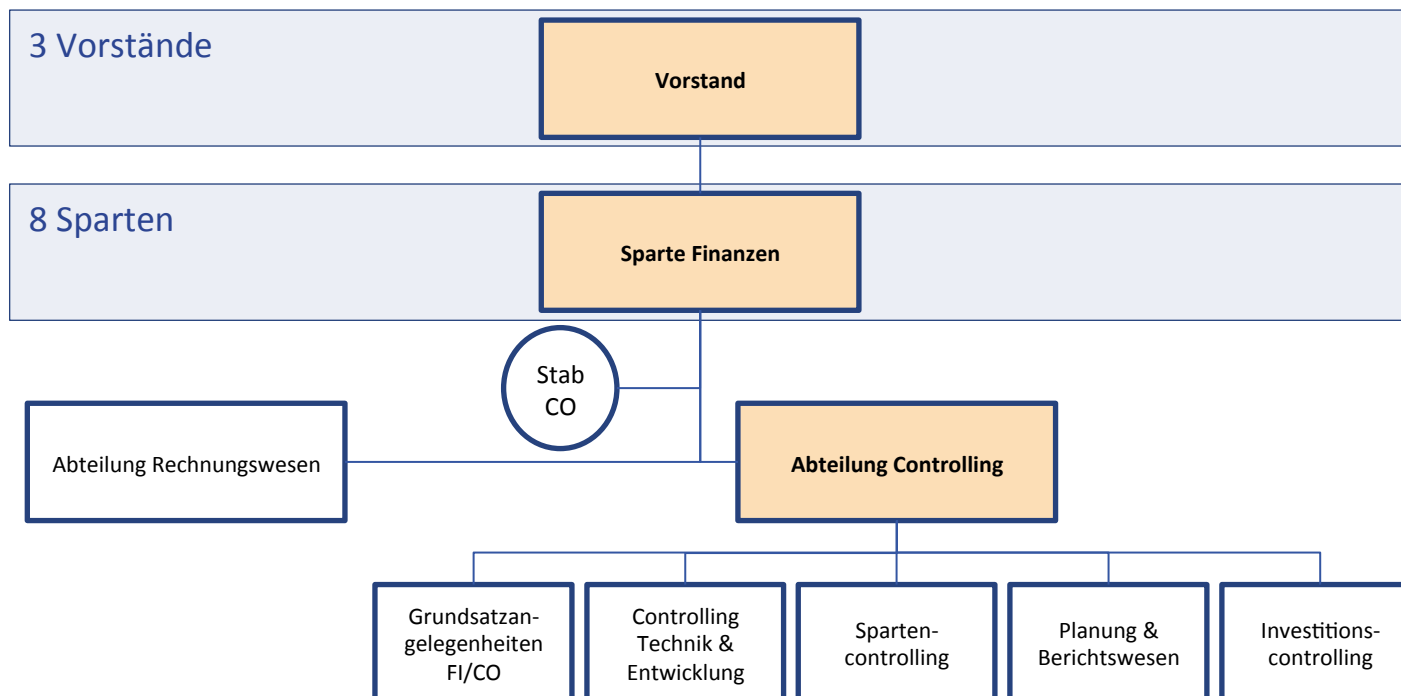 3 Vorstände
Vorstand
8 Sparten
Sparte Finanzen
Stab
CO
Abteilung Rechnungswesen
Abteilung Controlling
Grundsatzan-
gelegenheiten
FI/CO
Controlling
Technik &
Entwicklung
Sparten-
controlling
Planung &
Berichtswesen
Investitions-
controlling